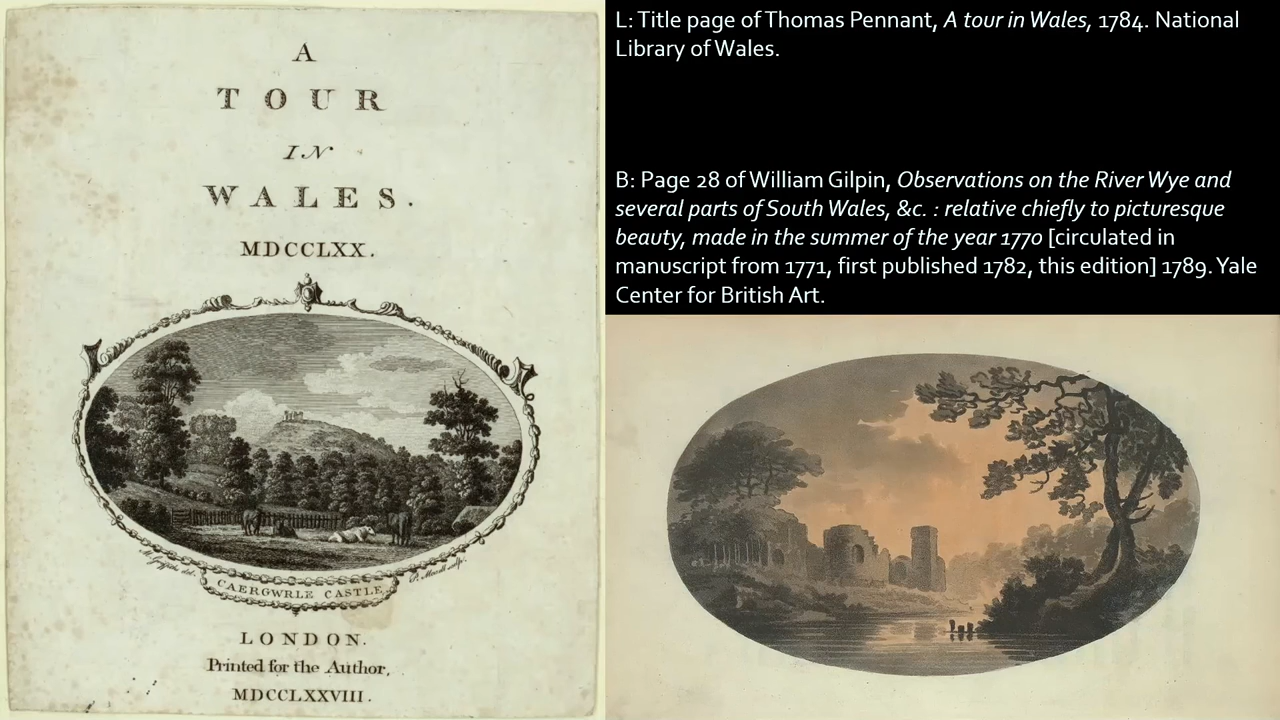 A
TOUR
IN
WALES.
MDCCLXX.
M. Griffith del.
CAERGWRLE CASTLE
LONDON.
Printed for the Author,
MDCCLXXVIII.
L: Title page of Thomas Pennant, A tour in Wales, 1784. National
Library of Wales.
B: Page 28 of William Gilpin, Observations on the River Wye and
several parts of South Wales, &c. : relative chiefly to picturesque
beauty, made in the summer of the year 1770 [circulated in
manuscript from 1771, first published 1782, this edition] 1789. Yale
Center for British Art.